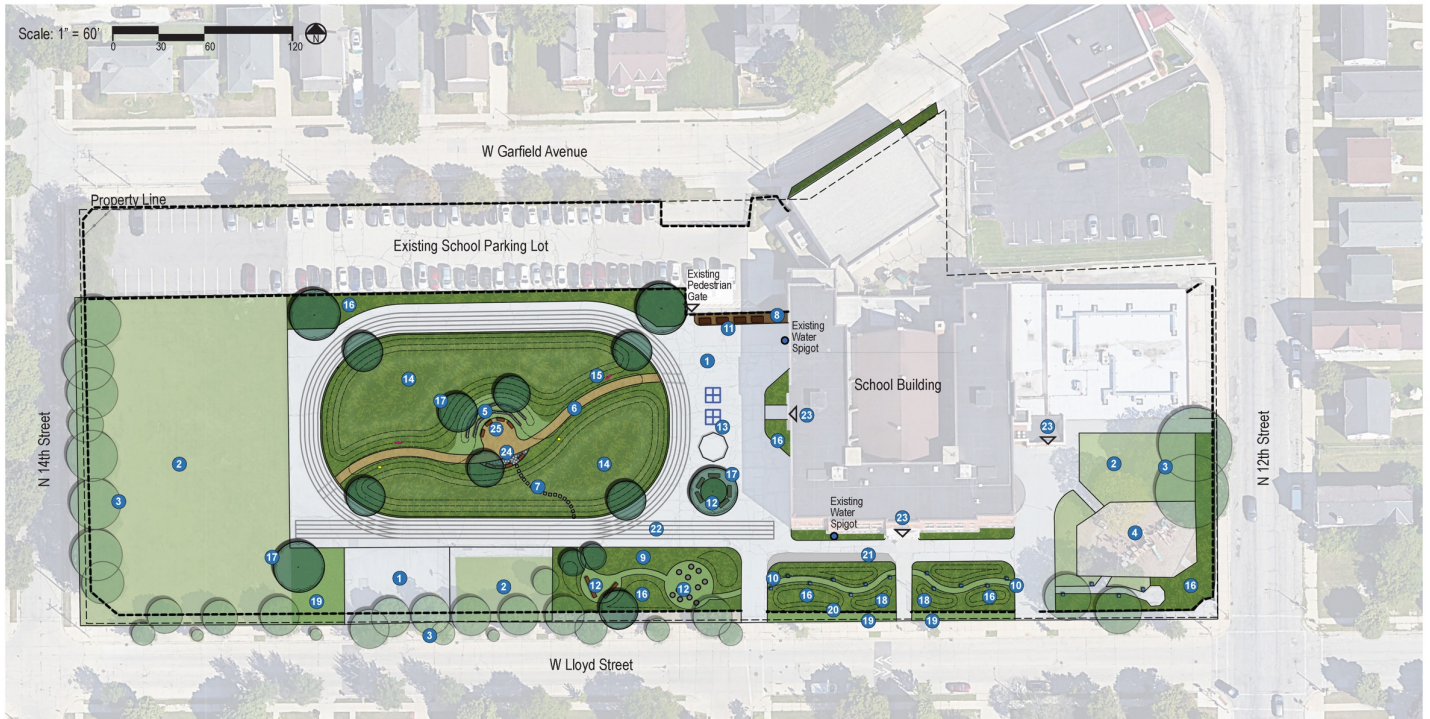 Scale: 1" = 60'
0 30 60 120
N
W Garfield Avenue
Property Line
Existing School Parking Lot
Existing
Pedestrian
Gate
16
11
8
Existing
Water
Spigot
1
14
15
6
17
5
25
School Building
23
13
16
23
24
14
2
3
2
3
7
17
12
N 14th Street
N 12th Street
Existing
Water
Spigot
23
22
4
17
9
21
1
2
12
16
12
10
16
18
18
16
10
16
19
20
19
19
3
W Lloyd Street